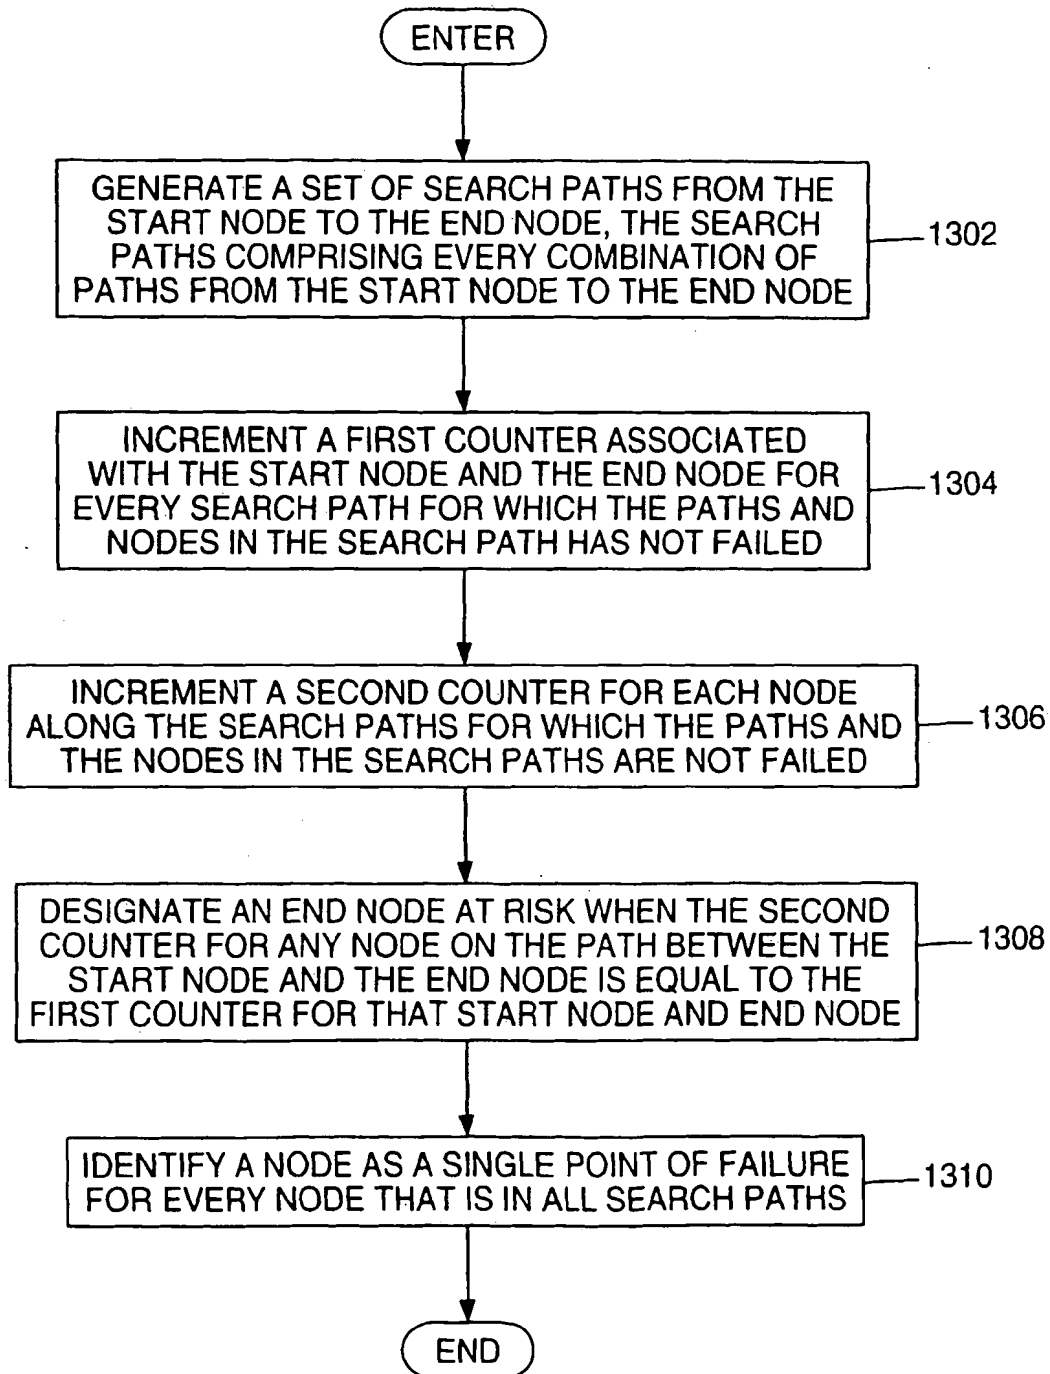 ENTER
GENERATE A SET OF SEARCH PATHS FROM THE
START NODE TO THE END NODE, THE SEARCH
PATHS COMPRISING EVERY COMBINATION OF
PATHS FROM THE START NODE TO THE END NODE
1302
INCREMENT A FIRST COUNTER ASSOCIATED
WITH THE START NODE AND THE END NODE FOR
EVERY SEARCH PATH FOR WHICH THE PATHS AND
NODES IN THE SEARCH PATH HAS NOT FAILED
1304
INCREMENT A SECOND COUNTER FOR EACH NODE
ALONG THE SEARCH PATHS FOR WHICH THE PATHS AND
THE NODES IN THE SEARCH PATHS ARE NOT FAILED
1306
DESIGNATE AN END NODE AT RISK WHEN THE SECOND
COUNTER FOR ANY NODE ON THE PATH BETWEEN THE
START NODE AND THE END NODE IS EQUAL TO THE
FIRST COUNTER FOR THAT START NODE AND END NODE
1308
IDENTIFY A NODE AS A SINGLE POINT OF FAILURE
FOR EVERY NODE THAT IS IN ALL SEARCH PATHS
1310
END